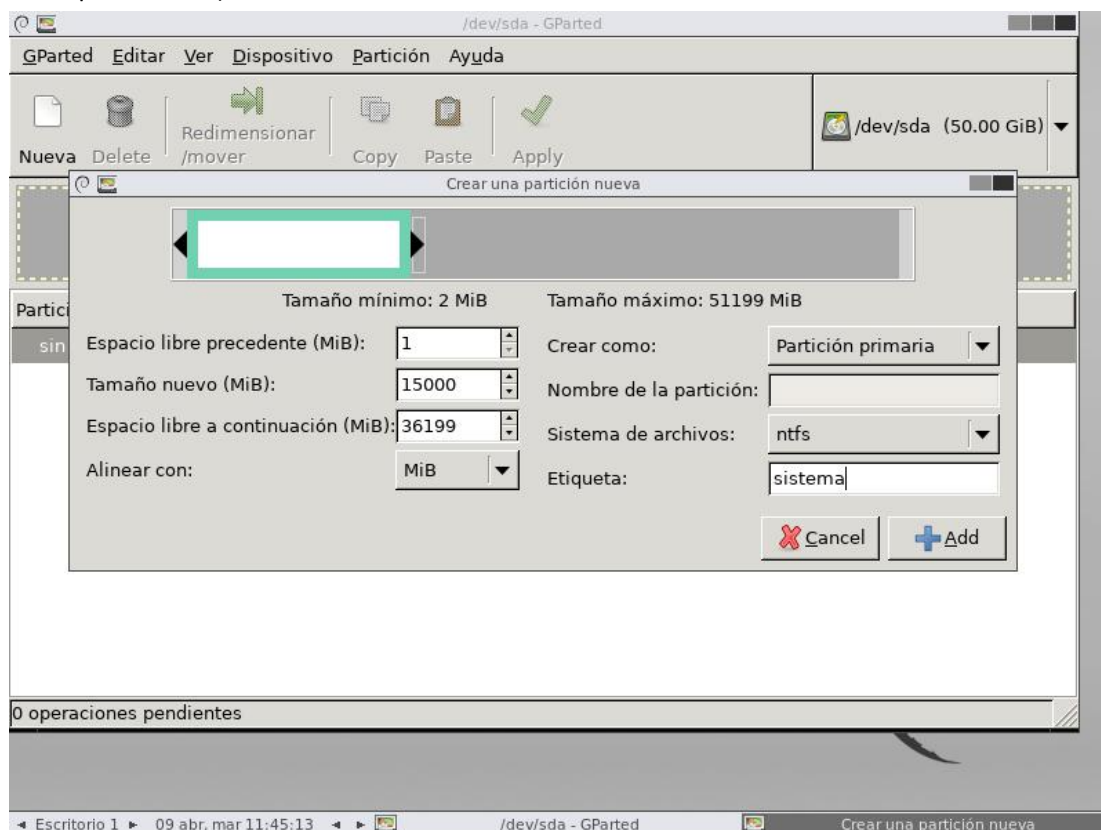 /dev/sda - GParted
GParted Editar Ver Dispositivo Partición Ayuda
Nueva Delete Redimensionar /mover Copy Paste Apply
/dev/sda (50.00 GiB)
Crear una partición nueva
Tamaño mínimo: 2 MiB Tamaño máximo: 51199 MiB
Partici
sin
Espacio libre precedente (MiB): 1 Crear como: Partición primaria
Tamaño nuevo (MiB): 15000 Nombre de la partición:
Espacio libre a continuación (MiB): 36199 Sistema de archivos: ntfs
Alinear con: MiB Etiqueta: sistema
Cancel Add
0 operaciones pendientes
Escritorio 1 09 abr, mar 11:45:13 /dev/sda - GParted Crear una partición nueva